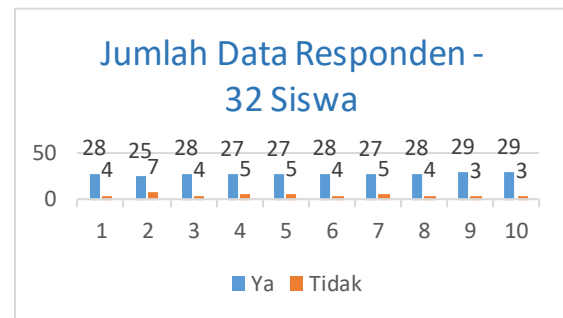 Jumlah Data Responden -
32 Siswa
28 25 28 27 27 28 27 28 29 29
50 4 7 4 5 5 4 5 4 3 3
0
1 2 3 4 5 6 7 8 9 10
Ya Tidak